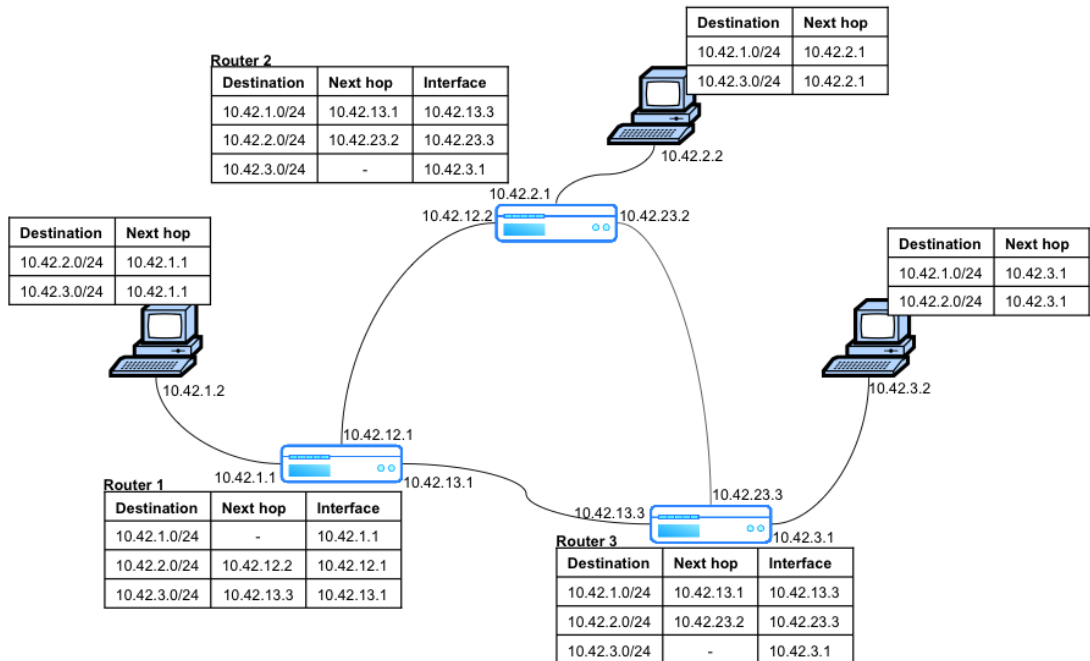 Destination Next hop
10.42.1.0/24 10.42.2.1
10.42.3.0/24 10.42.2.1
Router 2
Destination Next hop Interface
10.42.1.0/24 10.42.13.1 10.42.13.3
10.42.2.0/24 10.42.23.2 10.42.23.3
10.42.3.0/24 - 10.42.3.1
10.42.2.2
10.42.2.1
10.42.12.2 10.42.23.2
Destination Next hop
10.42.2.0/24 10.42.1.1
10.42.3.0/24 10.42.1.1
Destination Next hop
10.42.1.0/24 10.42.3.1
10.42.2.0/24 10.42.3.1
10.42.1.2
10.42.3.2
10.42.12.1
10.42.1.1
10.42.13.1
Router 1
Destination Next hop Interface
10.42.1.0/24 - 10.42.1.1
10.42.2.0/24 10.42.12.2 10.42.12.1
10.42.3.0/24 10.42.13.3 10.42.13.1
10.42.23.3
10.42.13.3
10.42.3.1
Router 3
Destination Next hop Interface
10.42.1.0/24 10.42.13.1 10.42.13.3
10.42.2.0/24 10.42.23.2 10.42.23.3
10.42.3.0/24 - 10.42.3.1